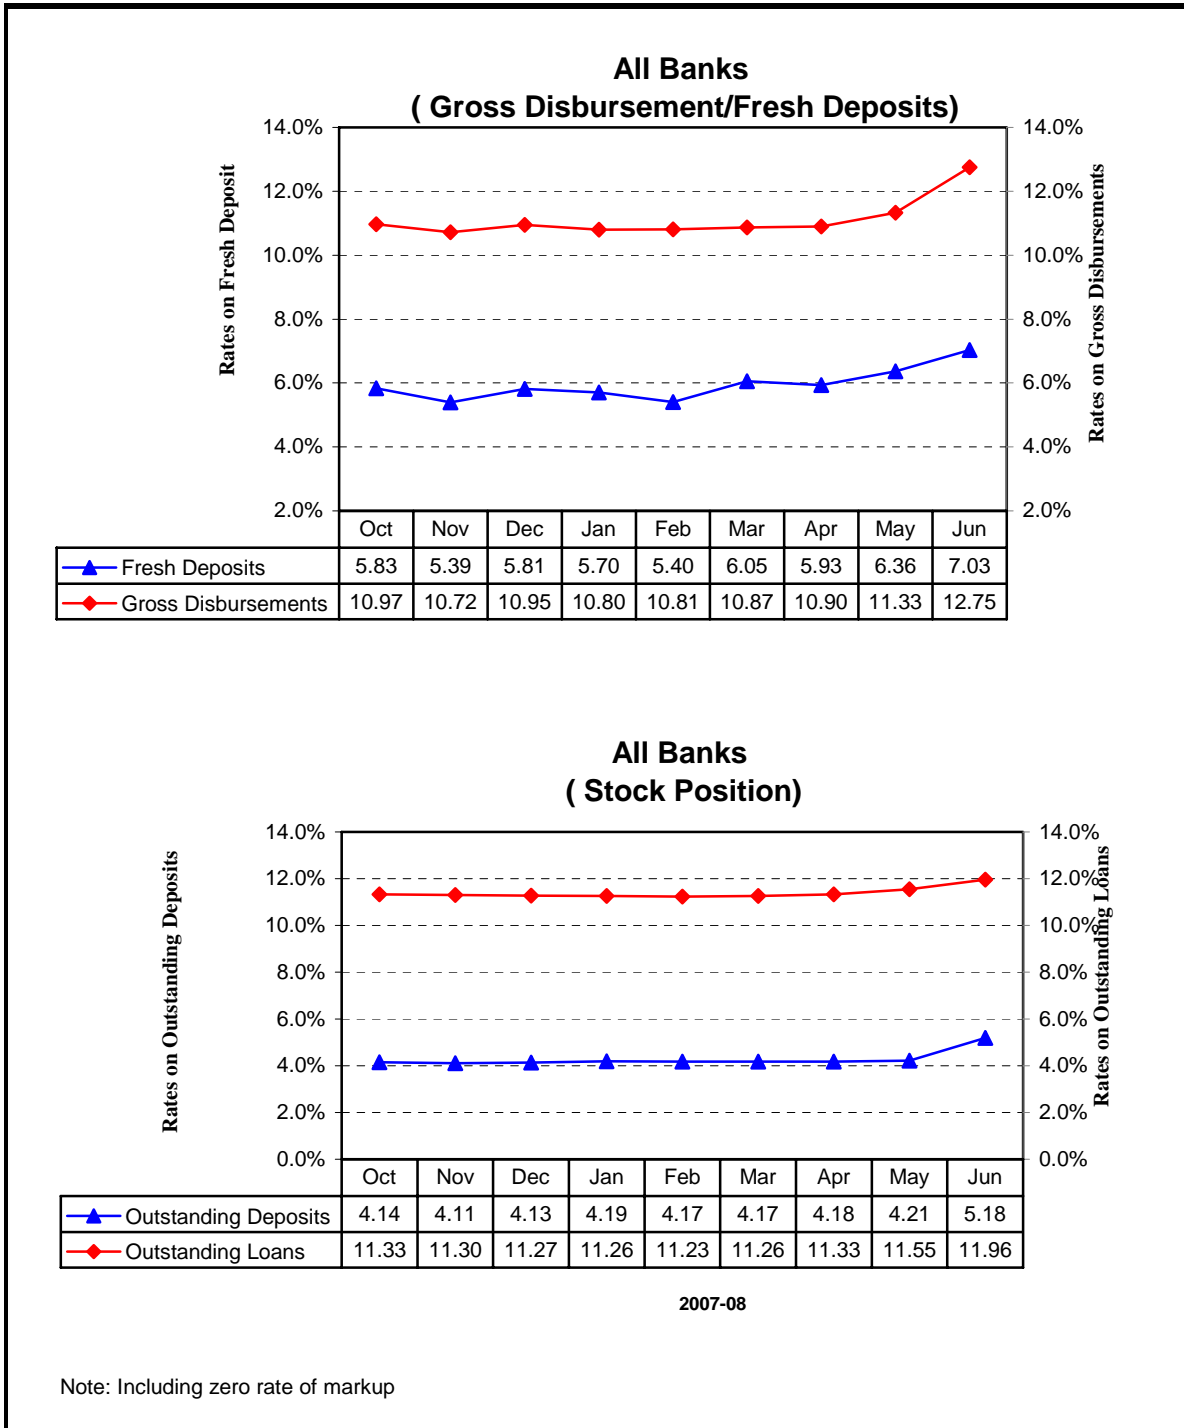 All Banks
( Gross Disbursement/Fresh Deposits)
Rates on Fresh Deposit
14.0%
12.0%
10.0%
8.0%
6.0%
4.0%
2.0%
14.0%
12.0%
10.0%
8.0%
6.0%
4.0%
2.0%
Rates on Gross Disbursements
Oct Nov Dec Jan Feb Mar Apr May Jun
Fresh Deposits 5.83 5.39 5.81 5.70 5.40 6.05 5.93 6.36 7.03
Gross Disbursements 10.97 10.72 10.95 10.80 10.81 10.87 10.90 11.33 12.75
All Banks
( Stock Position)
Rates on Outstanding Deposits
14.0%
12.0%
10.0%
8.0%
6.0%
4.0%
2.0%
0.0%
14.0%
12.0%
10.0%
8.0%
6.0%
4.0%
2.0%
0.0%
Rates on Outstanding Loans
Oct Nov Dec Jan Feb Mar Apr May Jun
Outstanding Deposits 4.14 4.11 4.13 4.19 4.17 4.17 4.18 4.21 5.18
Outstanding Loans 11.33 11.30 11.27 11.26 11.23 11.26 11.33 11.55 11.96
2007-08
Note: Including zero rate of markup